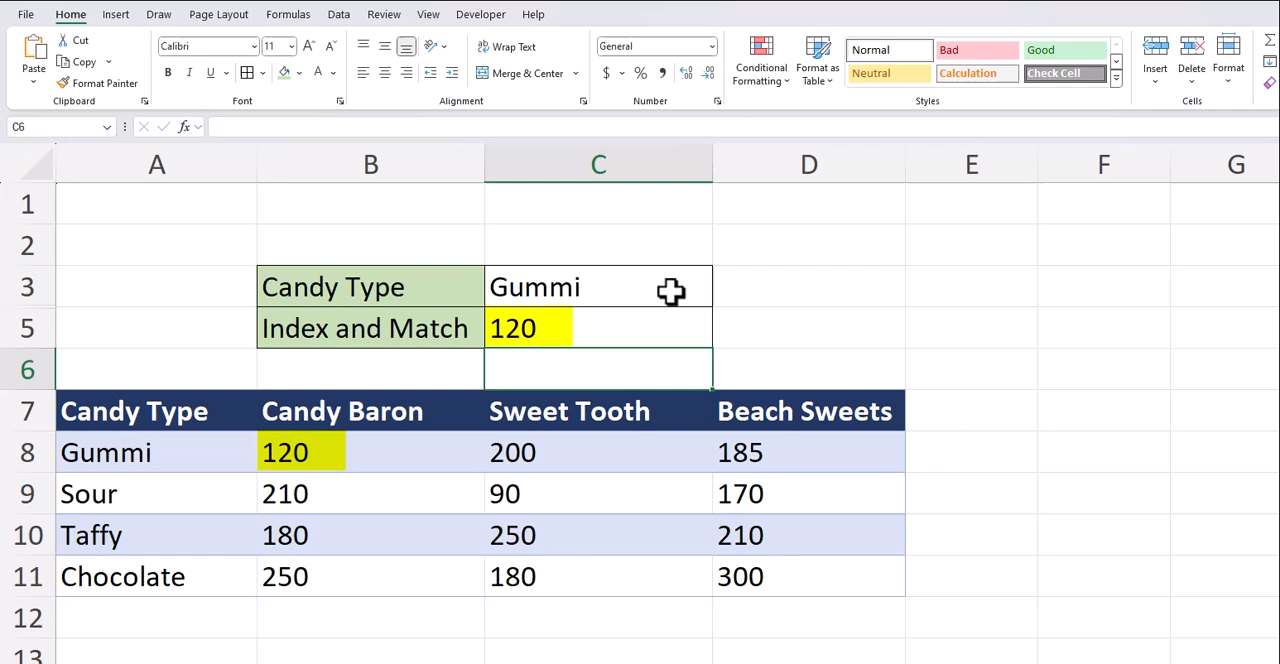 File Home Insert Draw Page Layout Formulas Data Review View Developer Help
Paste Cut Copy Format Painter Clipboard
Calibri 11 A A B I U A Font
Wrap Text Merge & Center Alignment
General $ % Number
Conditional Formatting Format as Table
Normal Bad Good
Neutral Calculation Check Cell
Styles
Insert Delete Format Cells
C6 fx
A B C D E F G
1
2
3 Candy Type Gummi
5 Index and Match 120
6
7 Candy Type Candy Baron Sweet Tooth Beach Sweets
8 Gummi 120 200 185
9 Sour 210 90 170
10 Taffy 180 250 210
11 Chocolate 250 180 300
12
13